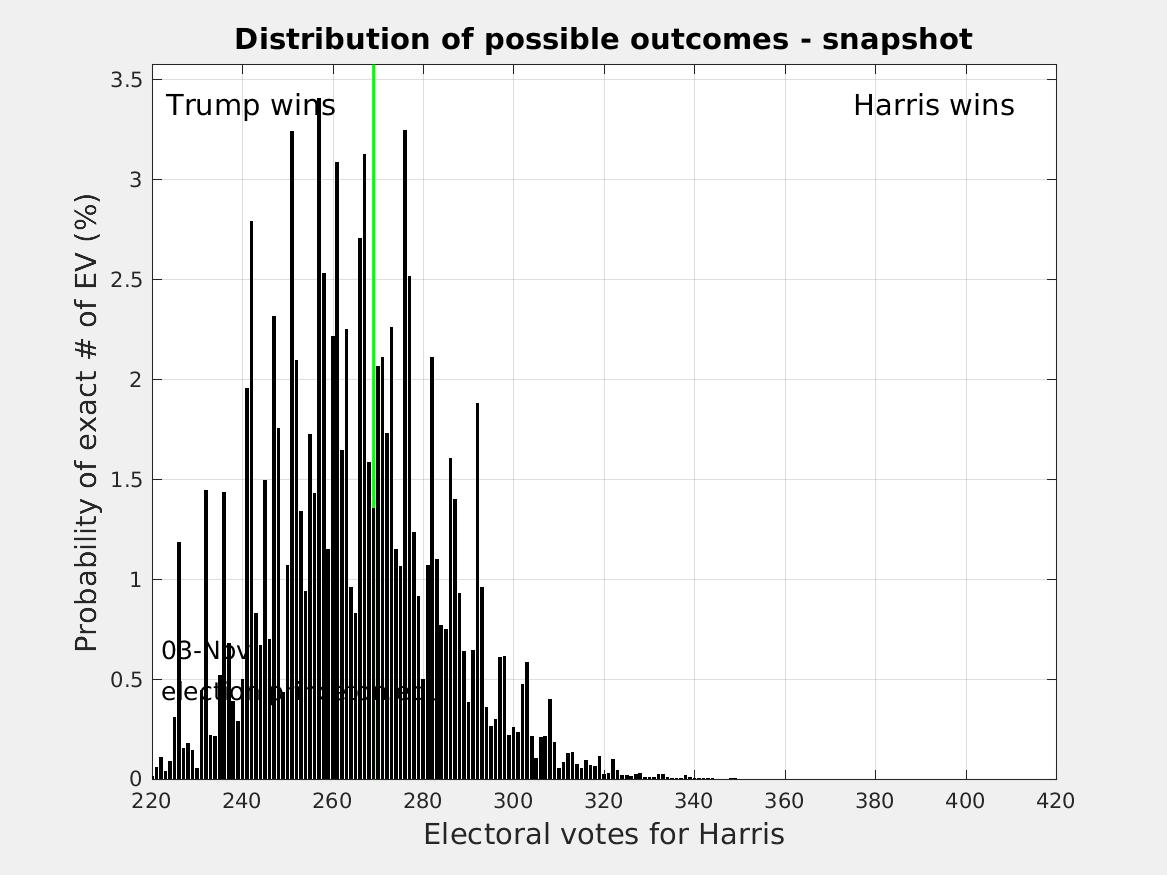 Distribution of possible outcomes - snapshot
Trump wins
Harris wins
Probability of exact # of EV (%)
3.5
3
2.5
2
1.5
1
0.5
0
03-Nov
220 240 260 280 300 320 340 360 380 400 420
Electoral votes for Harris